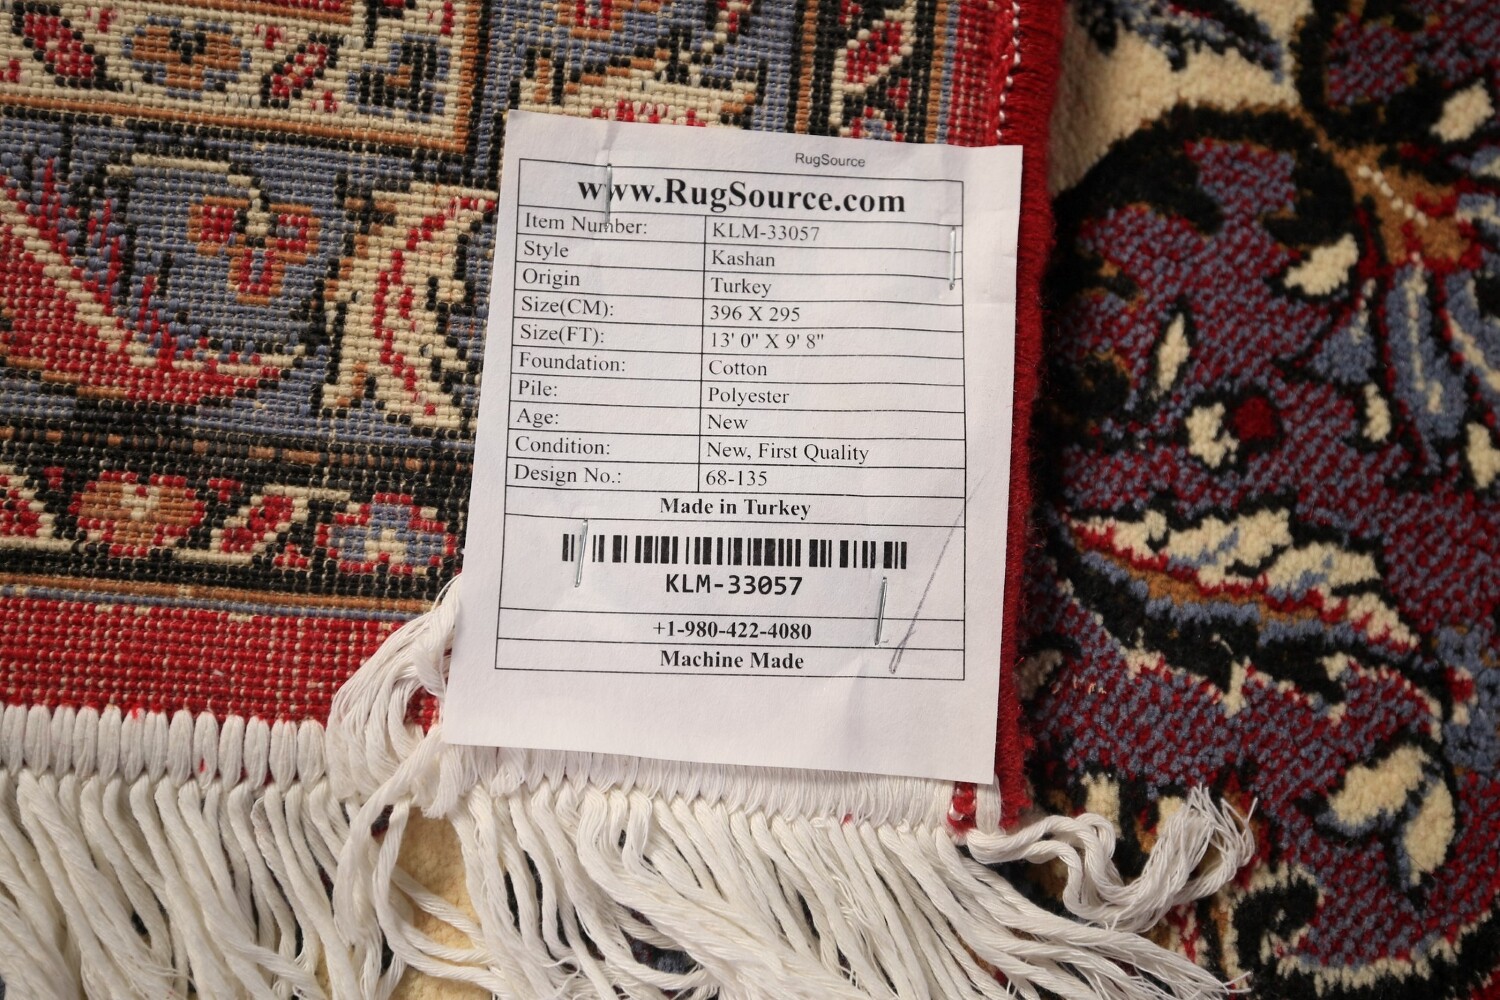 RugSource
www.RugSource.com
Item Number: KLM-33057
Style Kashan
Origin Turkey
Size(CM): 396 X 295
Size(FT): 13' 0" X 9' 8"
Foundation: Cotton
Pile: Polyester
Age: New
Condition: New, First Quality
Design No.: 68-135
Made in Turkey
KLM-33057
+1-980-422-4080
Machine Made